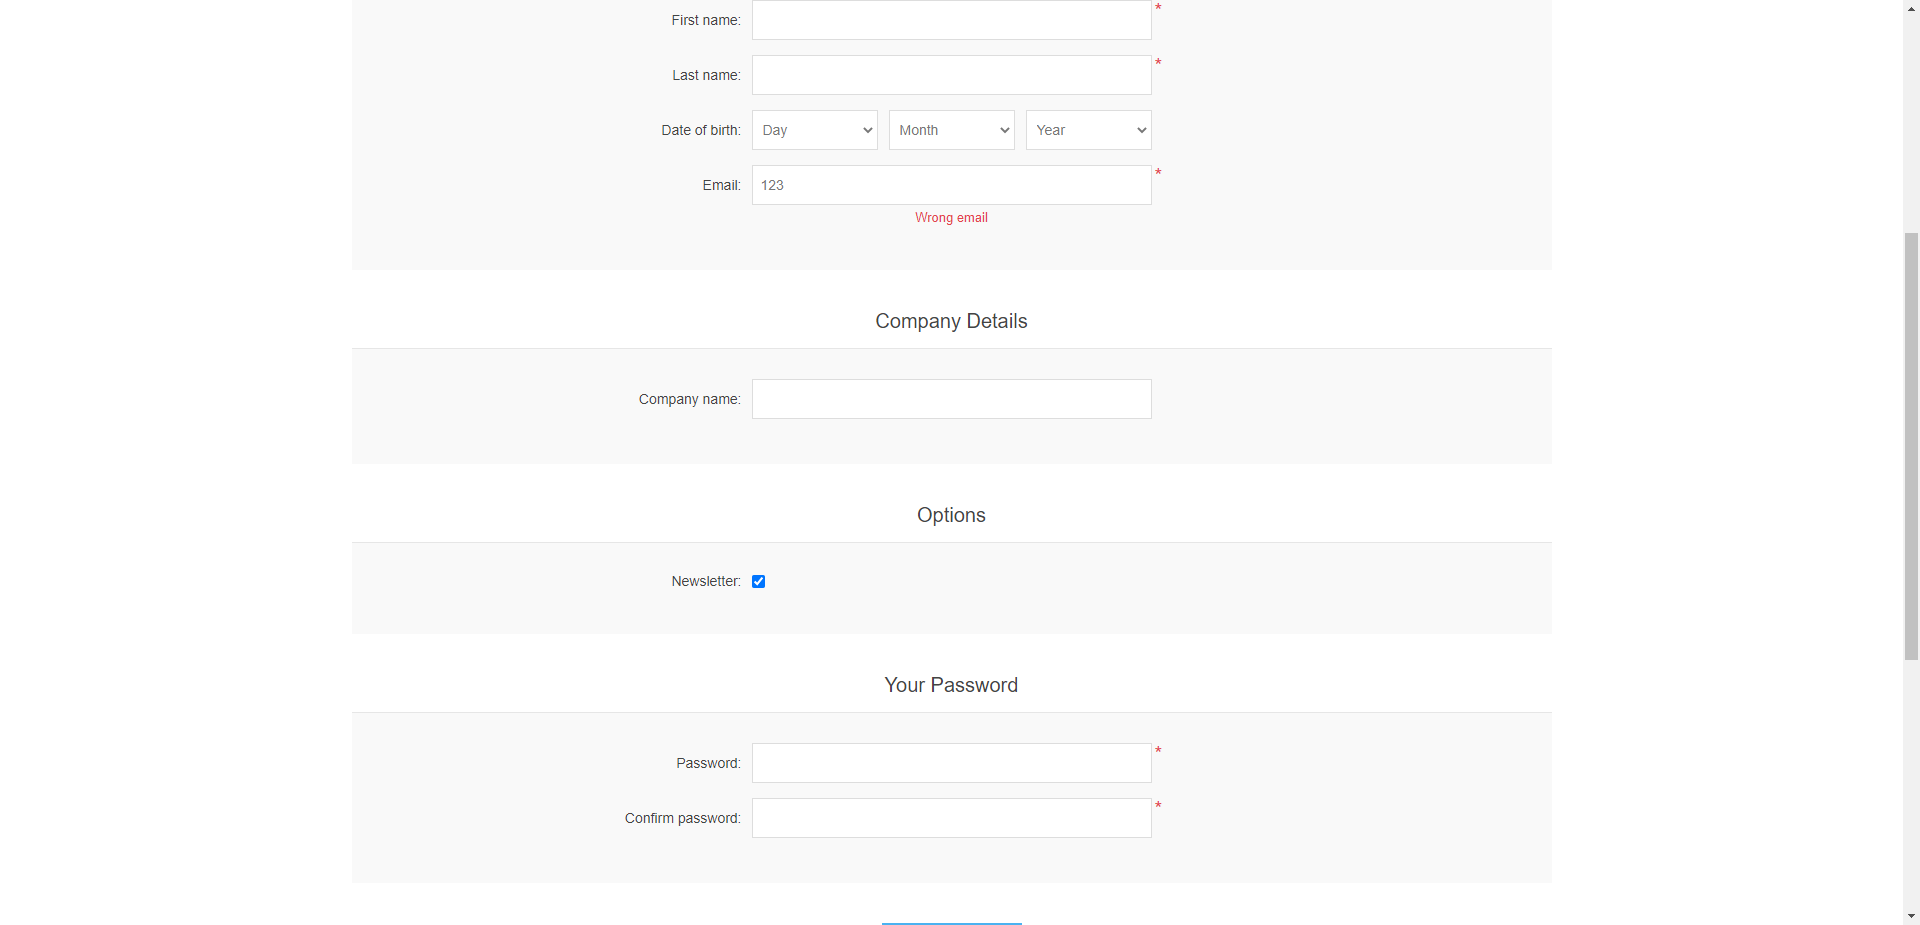 First name: *
Last name: *
Date of birth: Day Month Year
Email: 123 *
Wrong email
Company Details
Company name:
Options
Newsletter:
Your Password
Password: *
Confirm password: *